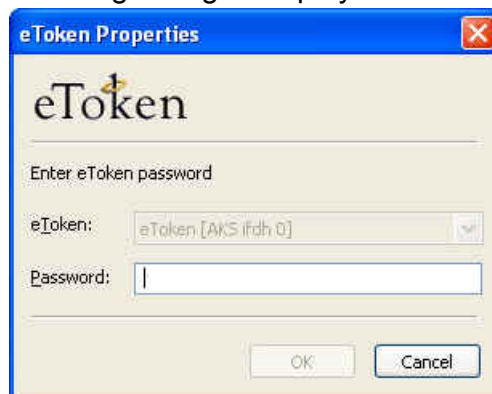 eToken Properties
eToken
Enter eToken password
eToken: eToken [AKS ifdh 0]
Password:
OK Cancel